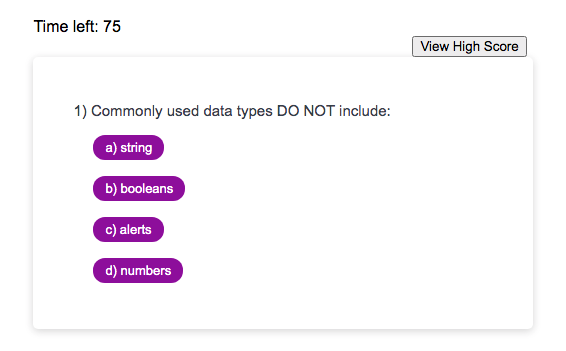 Time left: 75
View High Score
1) Commonly used data types DO NOT include:
a) string
b) booleans
c) alerts
d) numbers